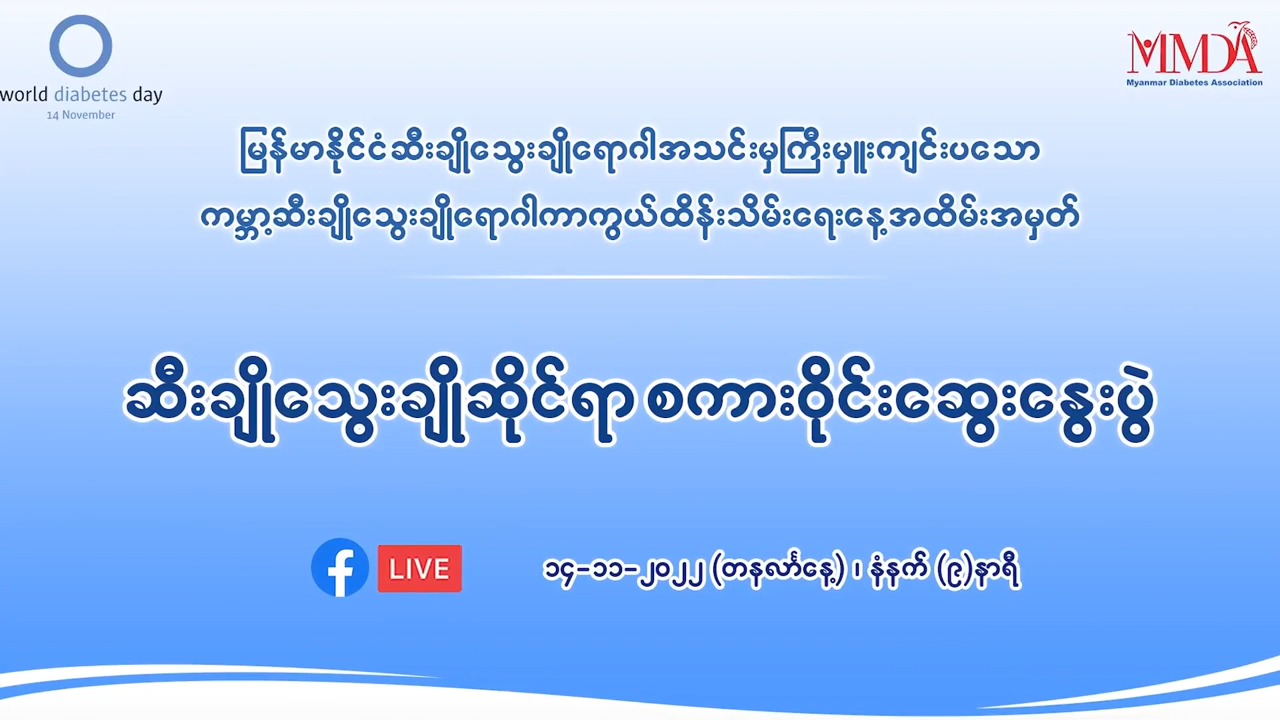 world diabetes day
14 November
MMDA
Myanmar Diabetes Association
မြန်မာနိုင်ငံဆီးချိုသွေးချိုရောဂါအသင်းမှကြီးမှူးကျင်းပသော
ကမ္ဘာ့ဆီးချိုသွေးချိုရောဂါကာကွယ်ထိန်းသိမ်းရေးနေ့အထိမ်းအမှတ်
ဆီးချိုသွေးချိုဆိုင်ရာ စကားဝိုင်းဆွေးနွေးပွဲ
f LIVE ၁၄-၁၁-၂၀၂၂ (တနင်္လာနေ့) ၊ နံနက် (၉)နာရီ